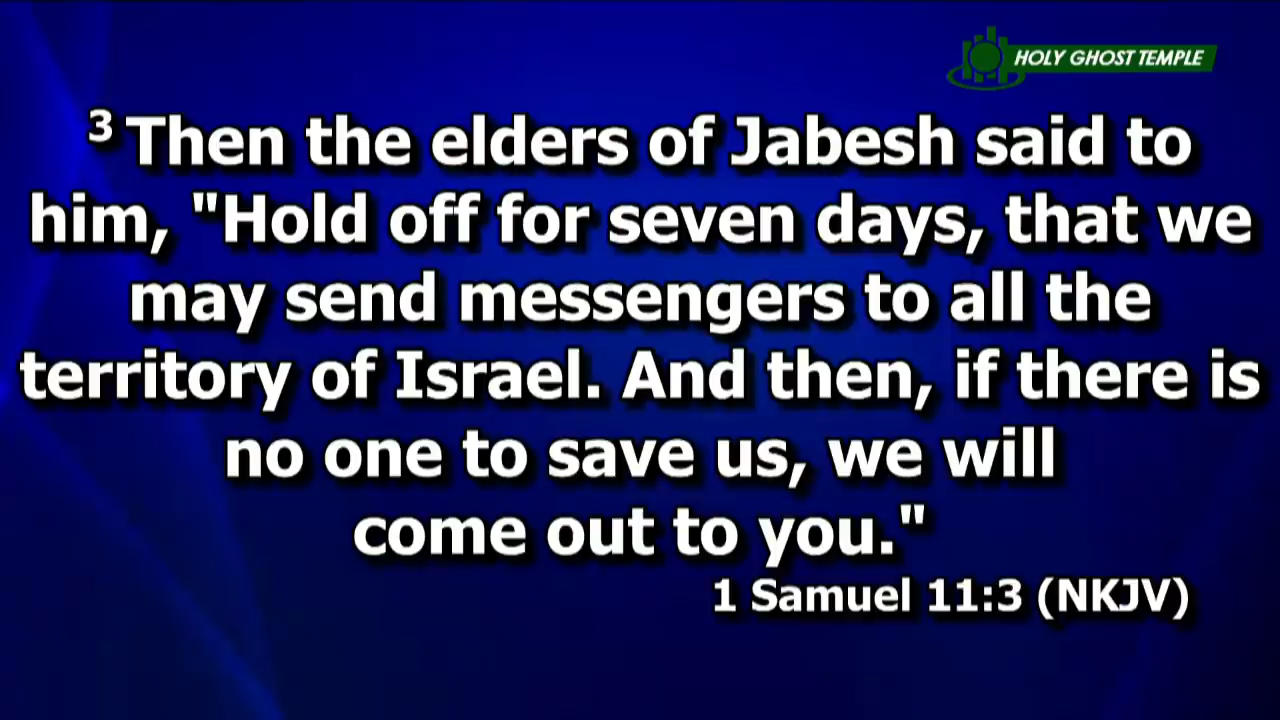 HOLY GHOST TEMPLE
3 Then the elders of Jabesh said to
him, "Hold off for seven days, that we
may send messengers to all the
territory of Israel. And then, if there is
no one to save us, we will
come out to you."
1 Samuel 11:3 (NKJV)